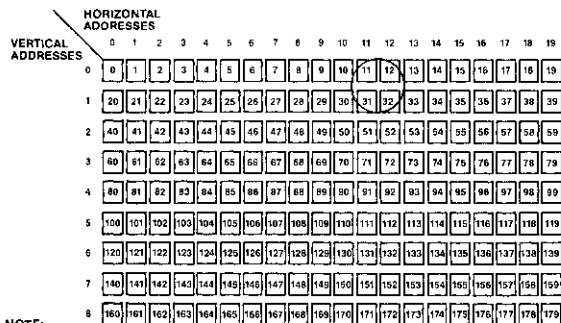 HORIZONTAL
ADDRESSES
VERTICAL
ADDRESSES
0 1 2 3 4 5 6 7 8 9 10 11 12 13 14 15 16 17 18 19
0 0 1 2 3 4 5 6 7 8 9 10 11 12 13 14 15 16 17 18 19
1 20 21 22 23 24 25 26 27 28 29 30 31 32 33 34 35 36 37 38 39
2 40 41 42 43 44 45 46 47 48 49 50 51 52 53 54 55 56 57 58 59
3 60 61 62 63 64 65 66 67 68 69 70 71 72 73 74 75 76 77 78 79
4 80 81 82 83 84 85 86 87 88 89 90 91 92 93 94 95 96 97 98 99
5 100 101 102 103 104 105 106 107 108 109 110 111 112 113 114 115 116 117 118 119
6 120 121 122 123 124 125 126 127 128 129 130 131 132 133 134 135 136 137 138 139
7 140 141 142 143 144 145 146 147 148 149 150 151 152 153 154 155 156 157 158 159
8 160 161 162 163 164 165 166 167 168 169 170 171 172 173 174 175 176 177 178 179
NOTE: